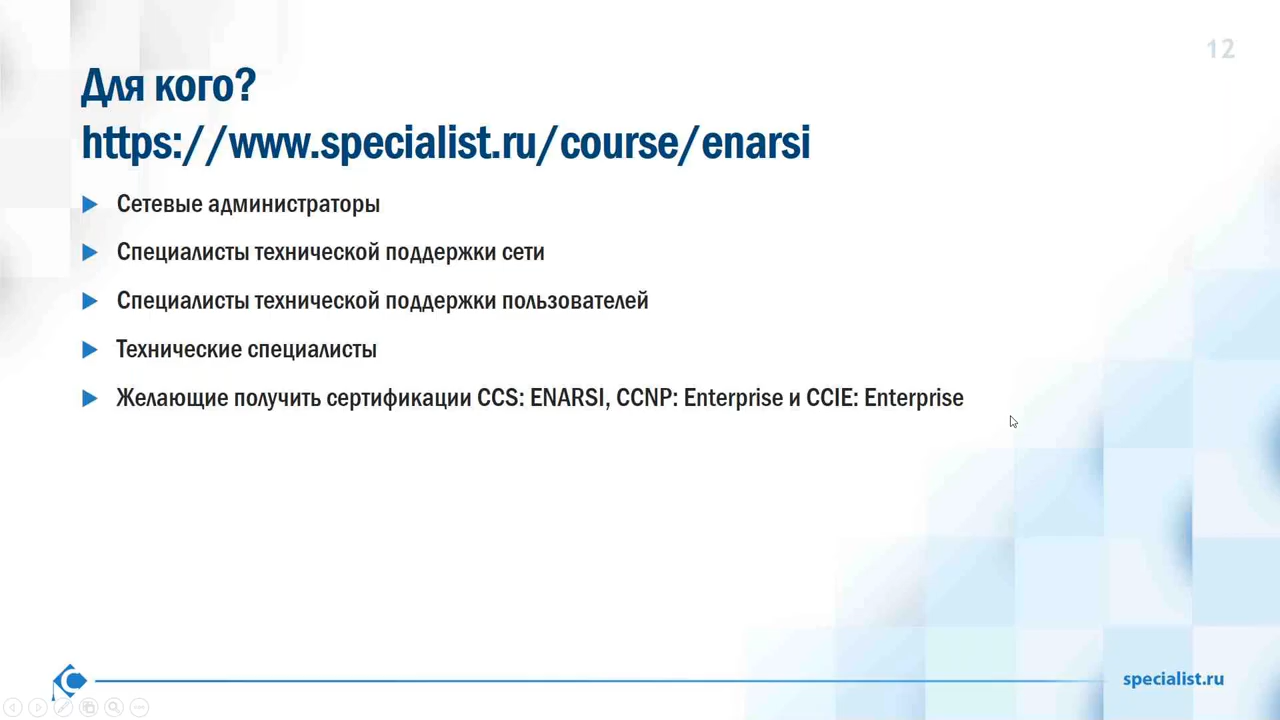 12
Для кого?
https://www.specialist.ru/course/enarsi
Сетевые администраторы
Специалисты технической поддержки сети
Специалисты технической поддержки пользователей
Технические специалисты
Желающие получить сертификации CCS: ENARSI, CCNP: Enterprise и CCIE: Enterprise
specialist.ru